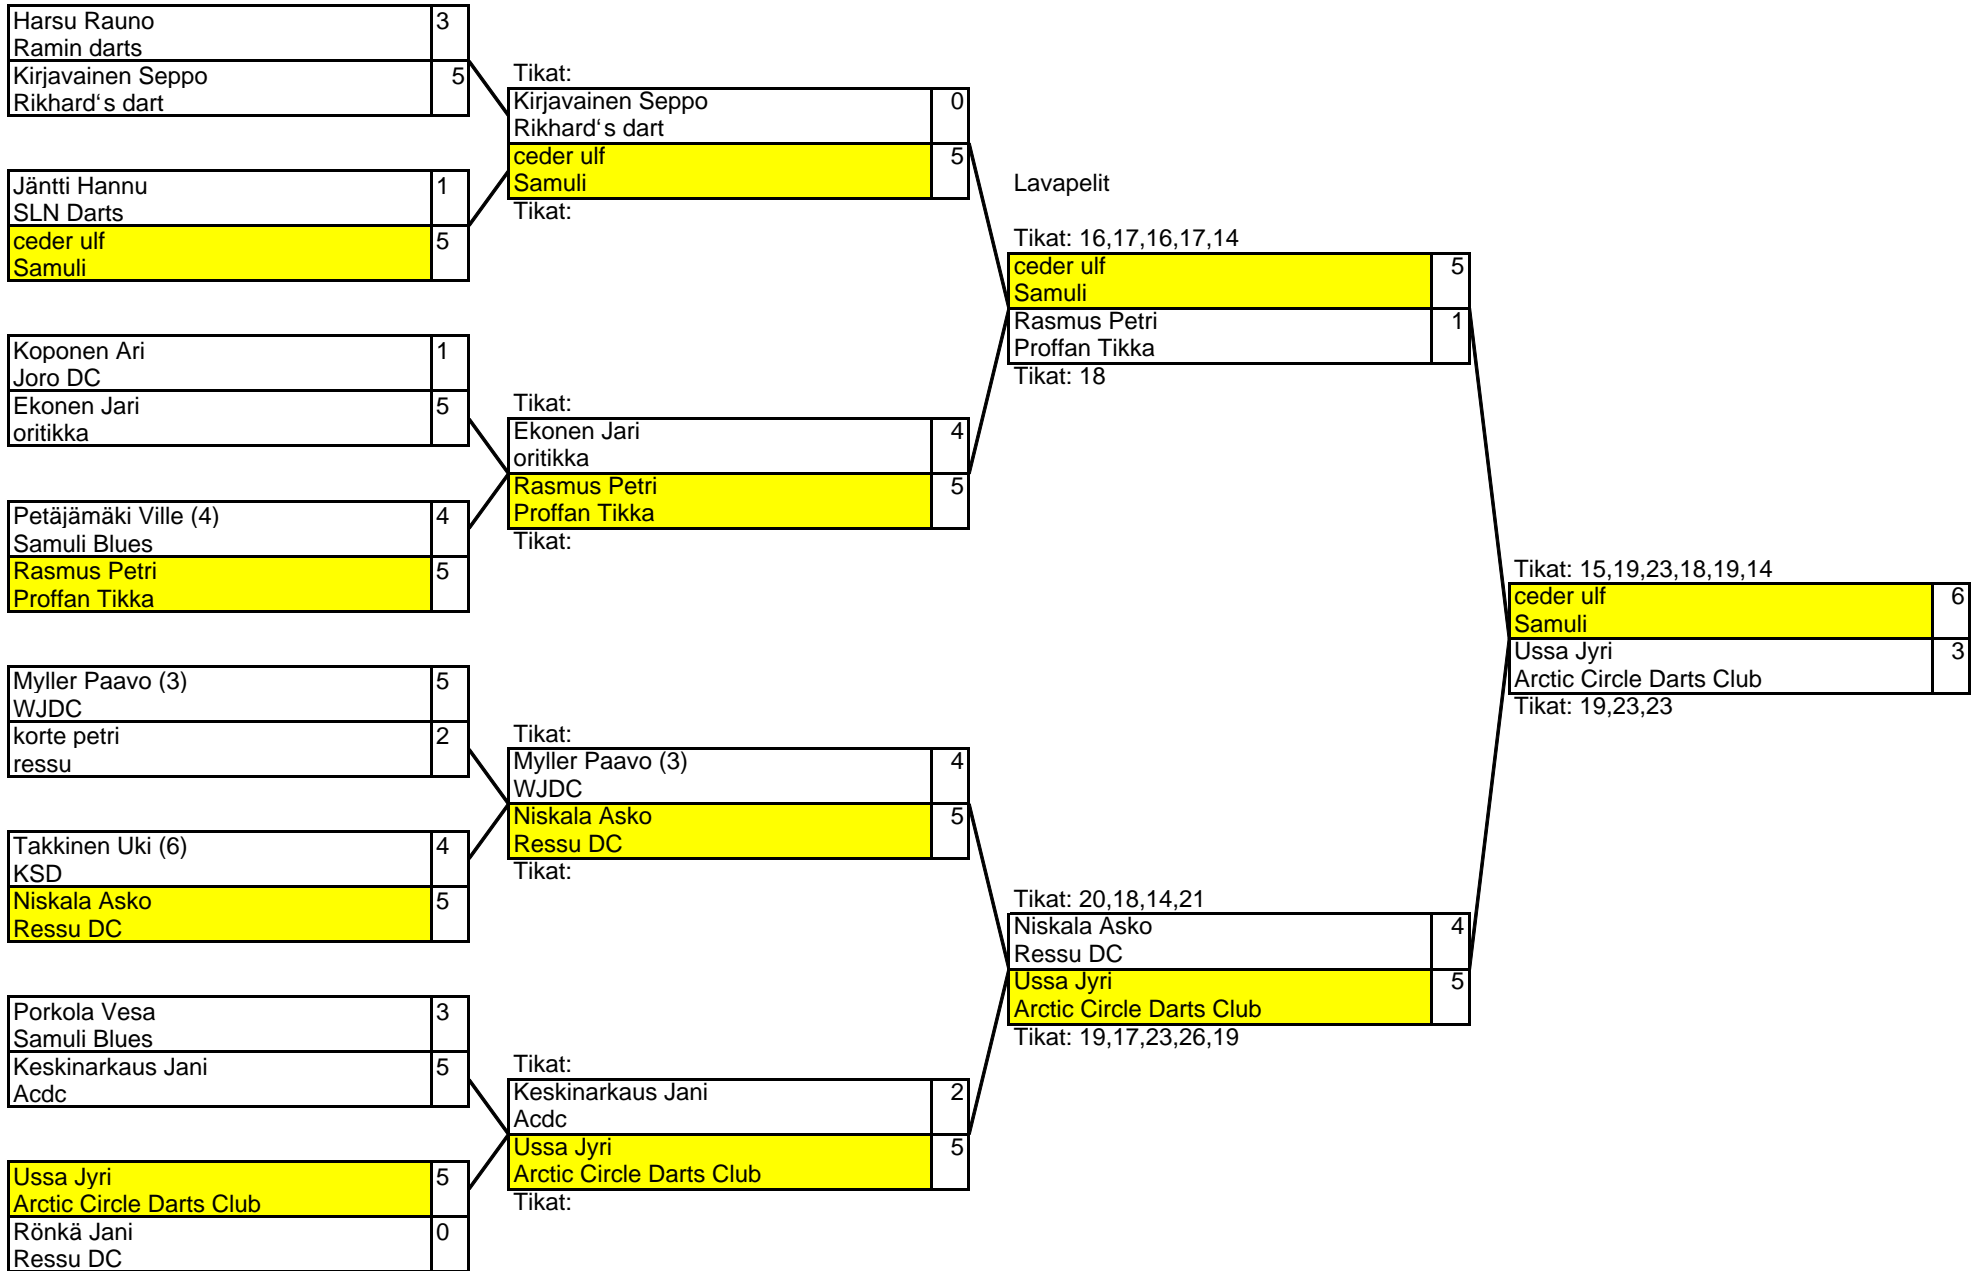 Harsu Rauno 3
Ramin darts
Kirjavainen Seppo 5
Rikhard‘s dart
Jäntti Hannu 1
SLN Darts
ceder ulf 5
Samuli
Koponen Ari 1
Joro DC
Ekonen Jari 5
oritikka
Petäjämäki Ville (4) 4
Samuli Blues
Rasmus Petri 5
Proffan Tikka
Myller Paavo (3) 5
WJDC
korte petri 2
ressu
Takkinen Uki (6) 4
KSD
Niskala Asko 5
Ressu DC
Porkola Vesa 3
Samuli Blues
Keskinarkaus Jani 5
Acdc
Ussa Jyri 5
Arctic Circle Darts Club
Rönkä Jani 0
Ressu DC
Tikat:
Kirjavainen Seppo 0
Rikhard‘s dart
ceder ulf 5
Samuli
Tikat:
Tikat:
Ekonen Jari 4
oritikka
Rasmus Petri 5
Proffan Tikka
Tikat:
Tikat:
Myller Paavo (3) 4
WJDC
Niskala Asko 5
Ressu DC
Tikat:
Tikat:
Keskinarkaus Jani 2
Acdc
Ussa Jyri 5
Arctic Circle Darts Club
Tikat:
Lavapelit
Tikat: 16,17,16,17,14
ceder ulf 5
Samuli
Rasmus Petri 1
Proffan Tikka
Tikat: 18
Tikat: 20,18,14,21
Niskala Asko 4
Ressu DC
Ussa Jyri 5
Arctic Circle Darts Club
Tikat: 19,17,23,26,19
Tikat: 15,19,23,18,19,14
ceder ulf 6
Samuli
Ussa Jyri 3
Arctic Circle Darts Club
Tikat: 19,23,23